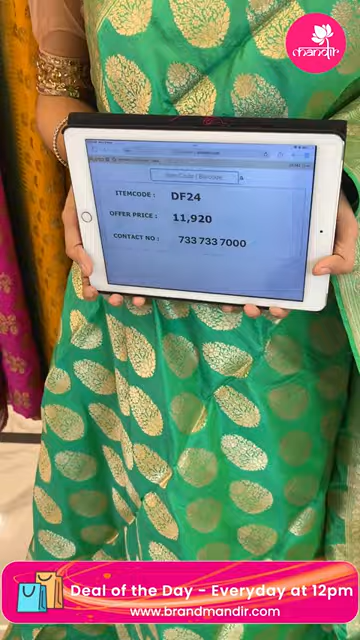 mandir
ItemCode / Barcode
ITEMCODE : DF24
OFFER PRICE : 11,920
CONTACT NO : 733 733 7000
Deal of the Day - Everyday at 12pm
www.brandmandir.com